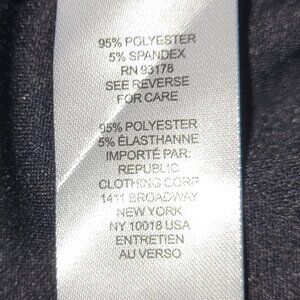 95% POLYESTER
5% SPANDEX
RN 93178
SEE REVERSE
FOR CARE
95% POLYESTER
5% ÉLASTHANNE
IMPORTÉ PAR:
REPUBLIC
CLOTHING CORP
1411 BROADWAY
NEW YORK
NY 10018 USA
ENTRETIEN
AU VERSO